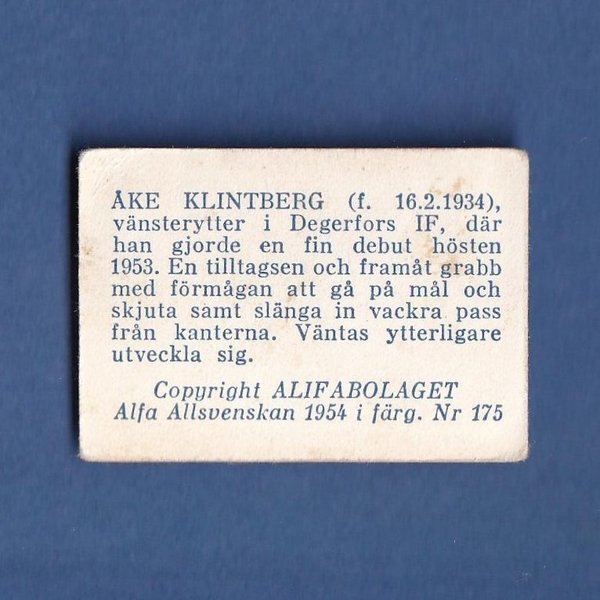 ÅKE KLINTBERG (f. 16.2.1934),
vänsterytter i Degerfors IF, där
han gjorde en fin debut hösten
1953. En tilltagsen och framåt grabb
med förmågan att gå på mål och
skjuta samt slänga in vackra pass
från kanterna. Väntas ytterligare
utveckla sig.
Copyright ALIFABOLAGET
Alfa Allsvenskan 1954 i färg. Nr 175